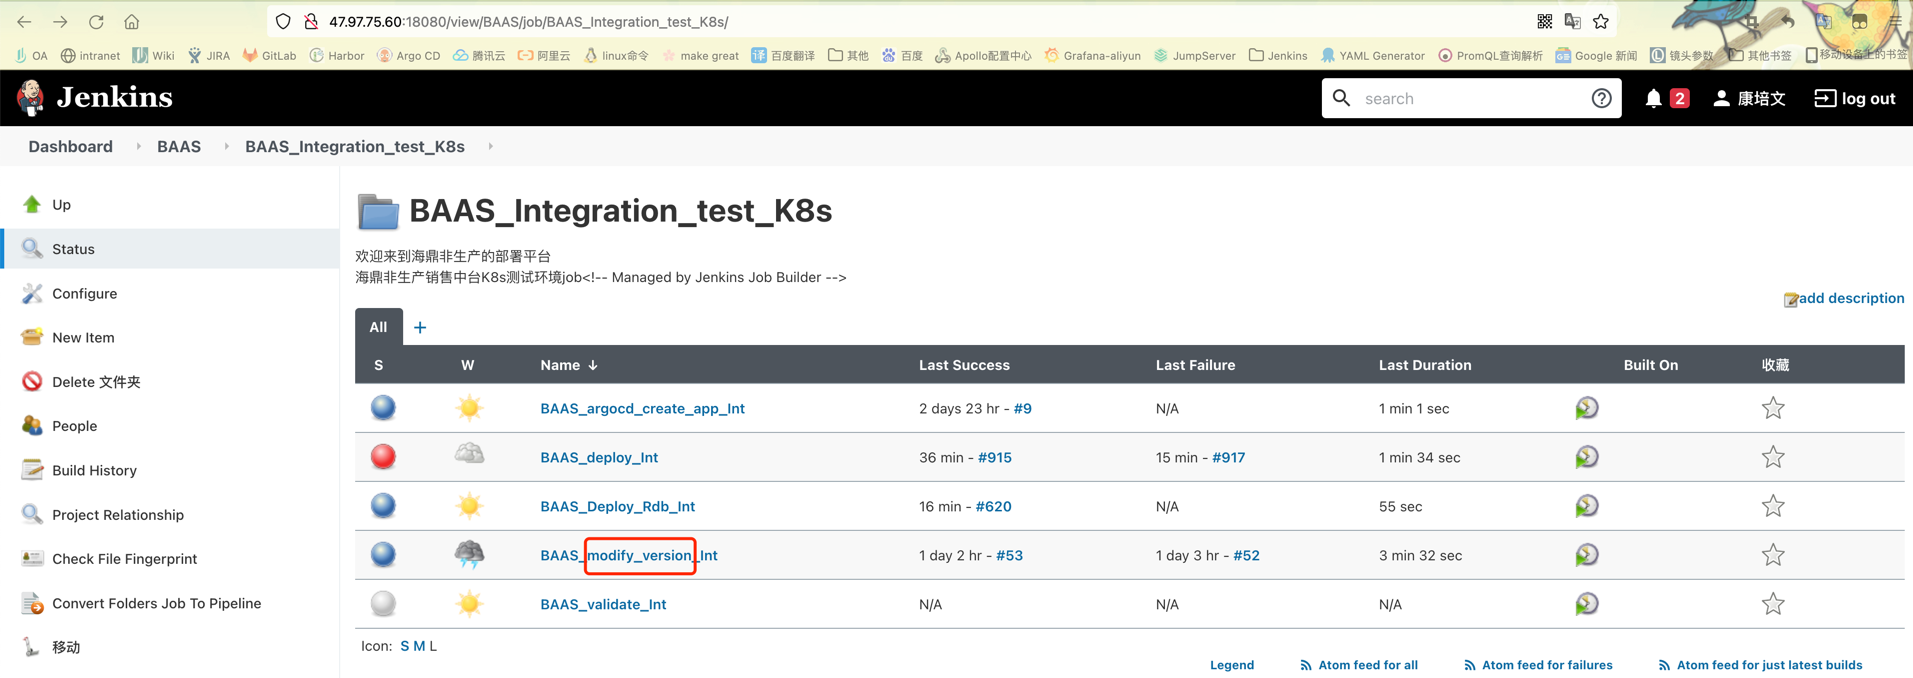 47.97.75.60:18080/view/BAAS/job/BAAS_Integration_test_K8s/
OA intranet Wiki JIRA GitLab Harbor Argo CD 腾讯云 阿里云 linux命令 make great 百度翻译 其他 百度 Apollo配置中心 Grafana-aliyun JumpServer Jenkins YAML Generator PromQL查询解析 Google 新闻 镜头参数 其他书签 移动设备上的书签
Jenkins search 2 康培文 log out
Dashboard BAAS BAAS_Integration_test_K8s
Up
Status
Configure
New Item
Delete 文件夹
People
Build History
Project Relationship
Check File Fingerprint
Convert Folders Job To Pipeline
移动
BAAS_Integration_test_K8s
欢迎来到海鼎非生产的部署平台
海鼎非生产销售中台K8s测试环境job<!-- Managed by Jenkins Job Builder -->
add description
All +
S W Name ↓ Last Success Last Failure Last Duration Built On 收藏
BAAS_argocd_create_app_Int 2 days 23 hr - #9 N/A 1 min 1 sec
BAAS_deploy_Int 36 min - #915 15 min - #917 1 min 34 sec
BAAS_Deploy_Rdb_Int 16 min - #620 N/A 55 sec
BAAS_modify_version_Int 1 day 2 hr - #53 1 day 3 hr - #52 3 min 32 sec
BAAS_validate_Int N/A N/A N/A
Icon: S M L
Legend Atom feed for all Atom feed for failures Atom feed for just latest builds